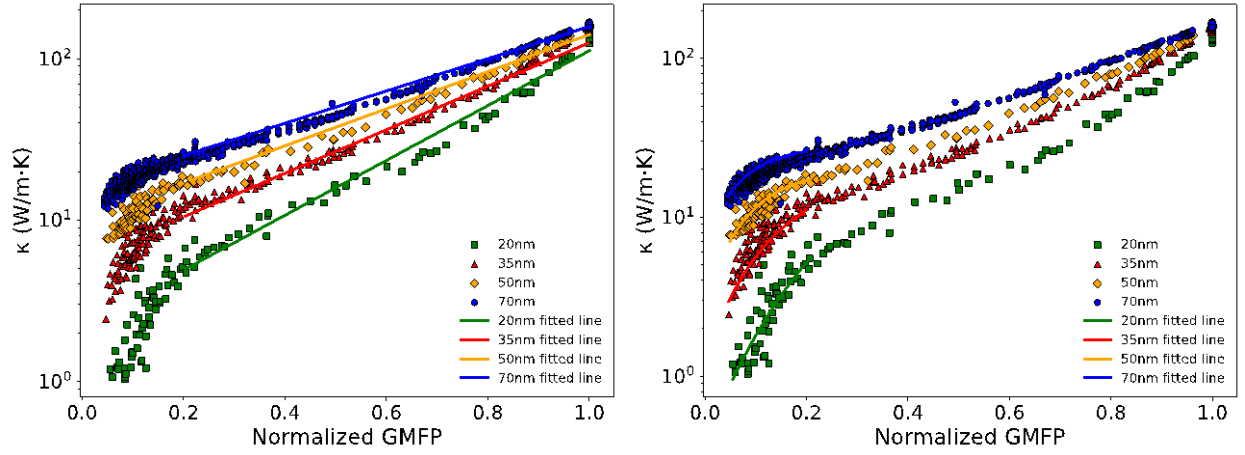 κ (W/m·K)
10²
10¹
10⁰
20nm
35nm
50nm
70nm
20nm fitted line
35nm fitted line
50nm fitted line
70nm fitted line
0.0 0.2 0.4 0.6 0.8 1.0
Normalized GMFP
κ (W/m·K)
10²
10¹
10⁰
20nm
35nm
50nm
70nm
20nm fitted line
35nm fitted line
50nm fitted line
70nm fitted line
0.0 0.2 0.4 0.6 0.8 1.0
Normalized GMFP